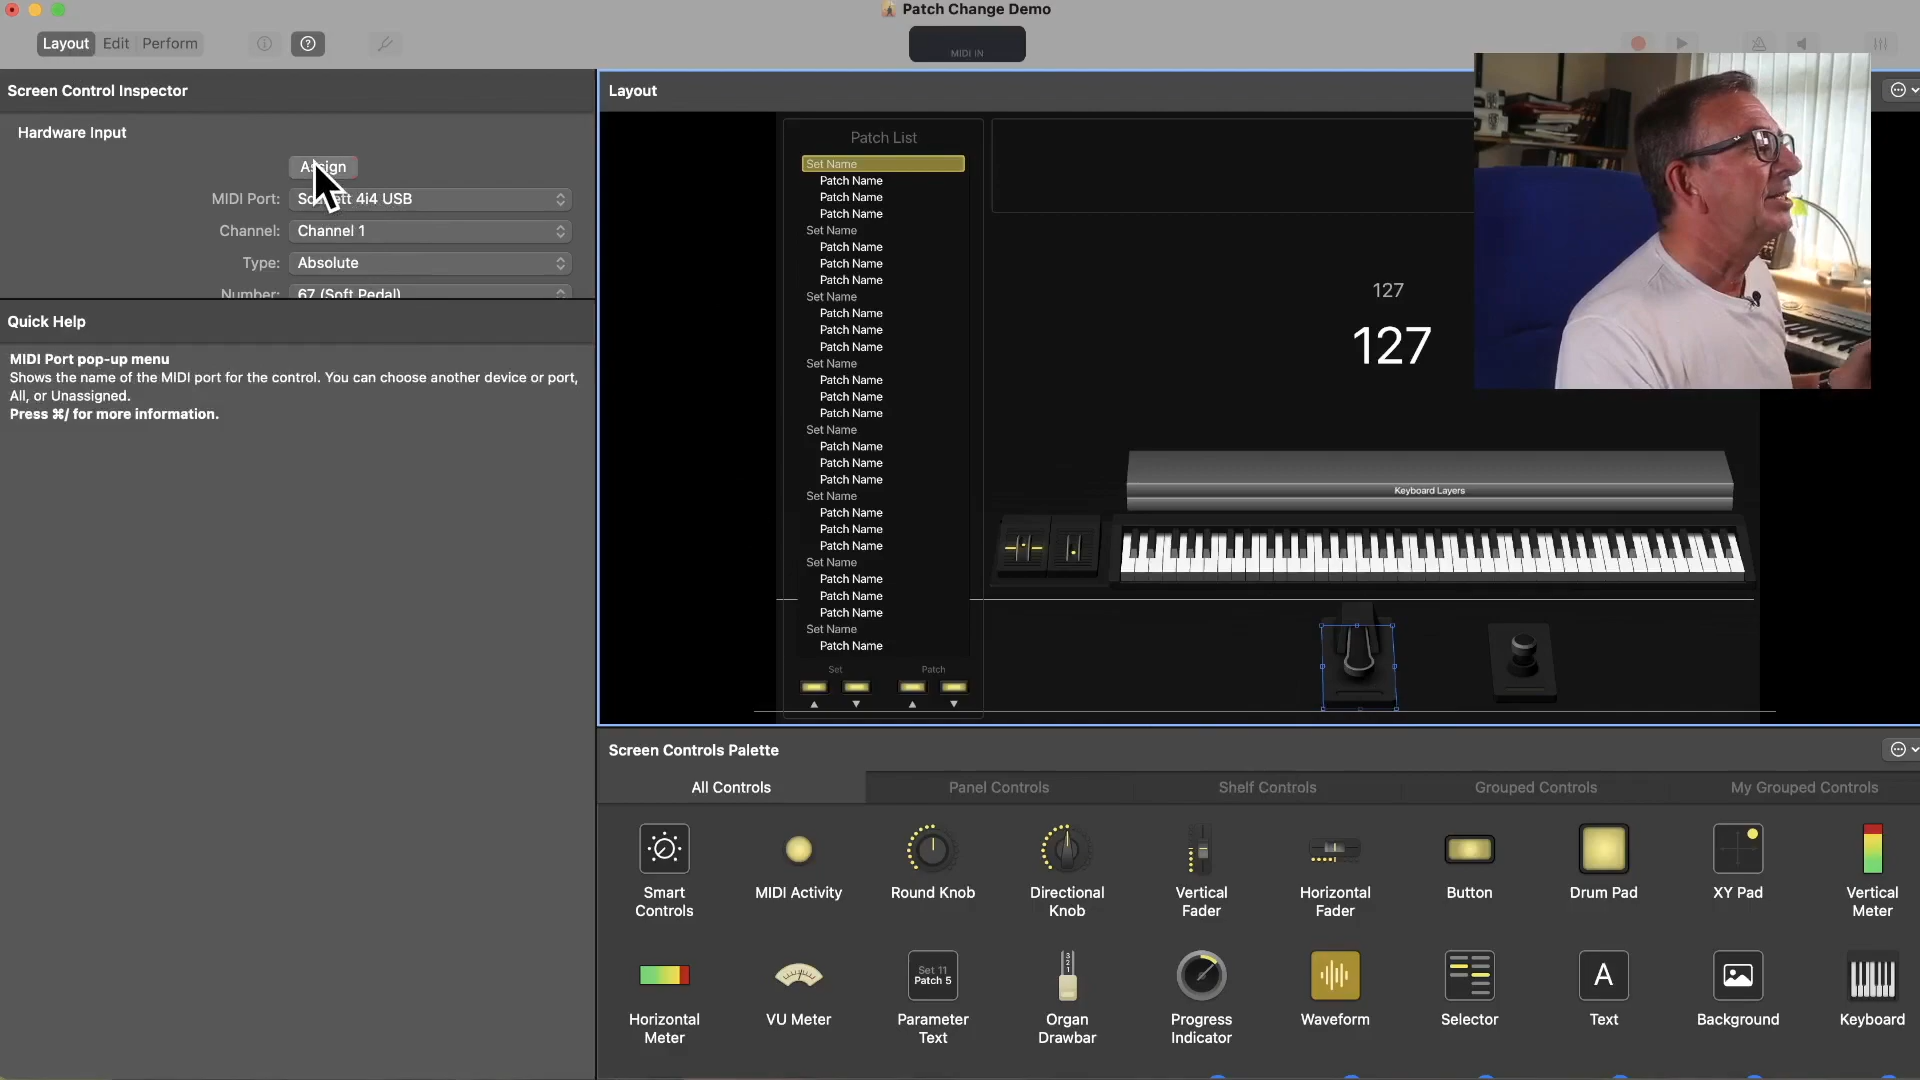 Patch Change Demo
Layout
Edit
Perform
MIDI IN
Screen Control Inspector
Hardware Input
Assign
MIDI Port:
Scarlett 4i4 USB
Channel:
Channel 1
Type:
Absolute
Number:
67 (Soft Pedal)
Quick Help
MIDI Port pop-up menu
Shows the name of the MIDI port for the control. You can choose another device or port,
All, or Unassigned.
Press ⌘/ for more information.
Layout
Patch List
Set Name
Patch Name
Patch Name
Patch Name
Set Name
Patch Name
Patch Name
Patch Name
Set Name
Patch Name
Patch Name
Patch Name
Set Name
Patch Name
Patch Name
Patch Name
Set Name
Patch Name
Patch Name
Patch Name
Set Name
Patch Name
Patch Name
Patch Name
Set Name
Patch Name
Patch Name
Patch Name
Set Name
Patch Name
Set
Patch
127
127
Keyboard Layers
Screen Controls Palette
All Controls
Panel Controls
Shelf Controls
Grouped Controls
My Grouped Controls
Smart
Controls
MIDI Activity
Round Knob
Directional
Knob
Vertical
Fader
Horizontal
Fader
Button
Drum Pad
XY Pad
Vertical
Meter
Set 11
Patch 5
3
2
1
A
Horizontal
Meter
VU Meter
Parameter
Text
Organ
Drawbar
Progress
Indicator
Waveform
Selector
Text
Background
Keyboard